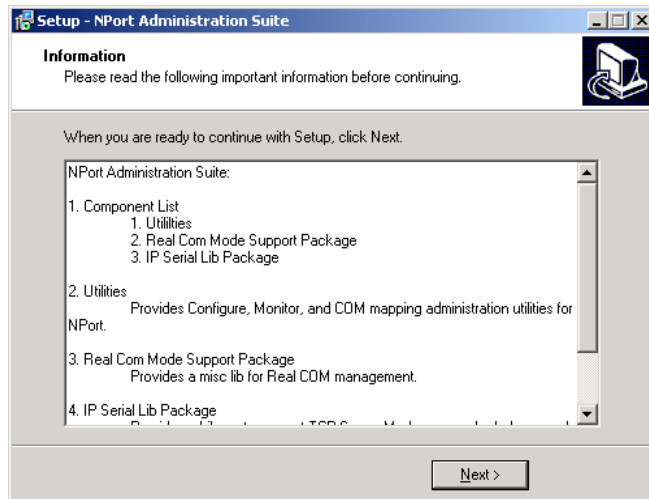 Setup - NPort Administration Suite
Information
Please read the following important information before continuing.
When you are ready to continue with Setup, click Next.
NPort Administration Suite:
1. Component List
1. Utililties
2. Real Com Mode Support Package
3. IP Serial Lib Package
2. Utilities
Provides Configure, Monitor, and COM mapping administration utilities for
NPort.
3. Real Com Mode Support Package
Provides a misc lib for Real COM management.
4. IP Serial Lib Package
Next >